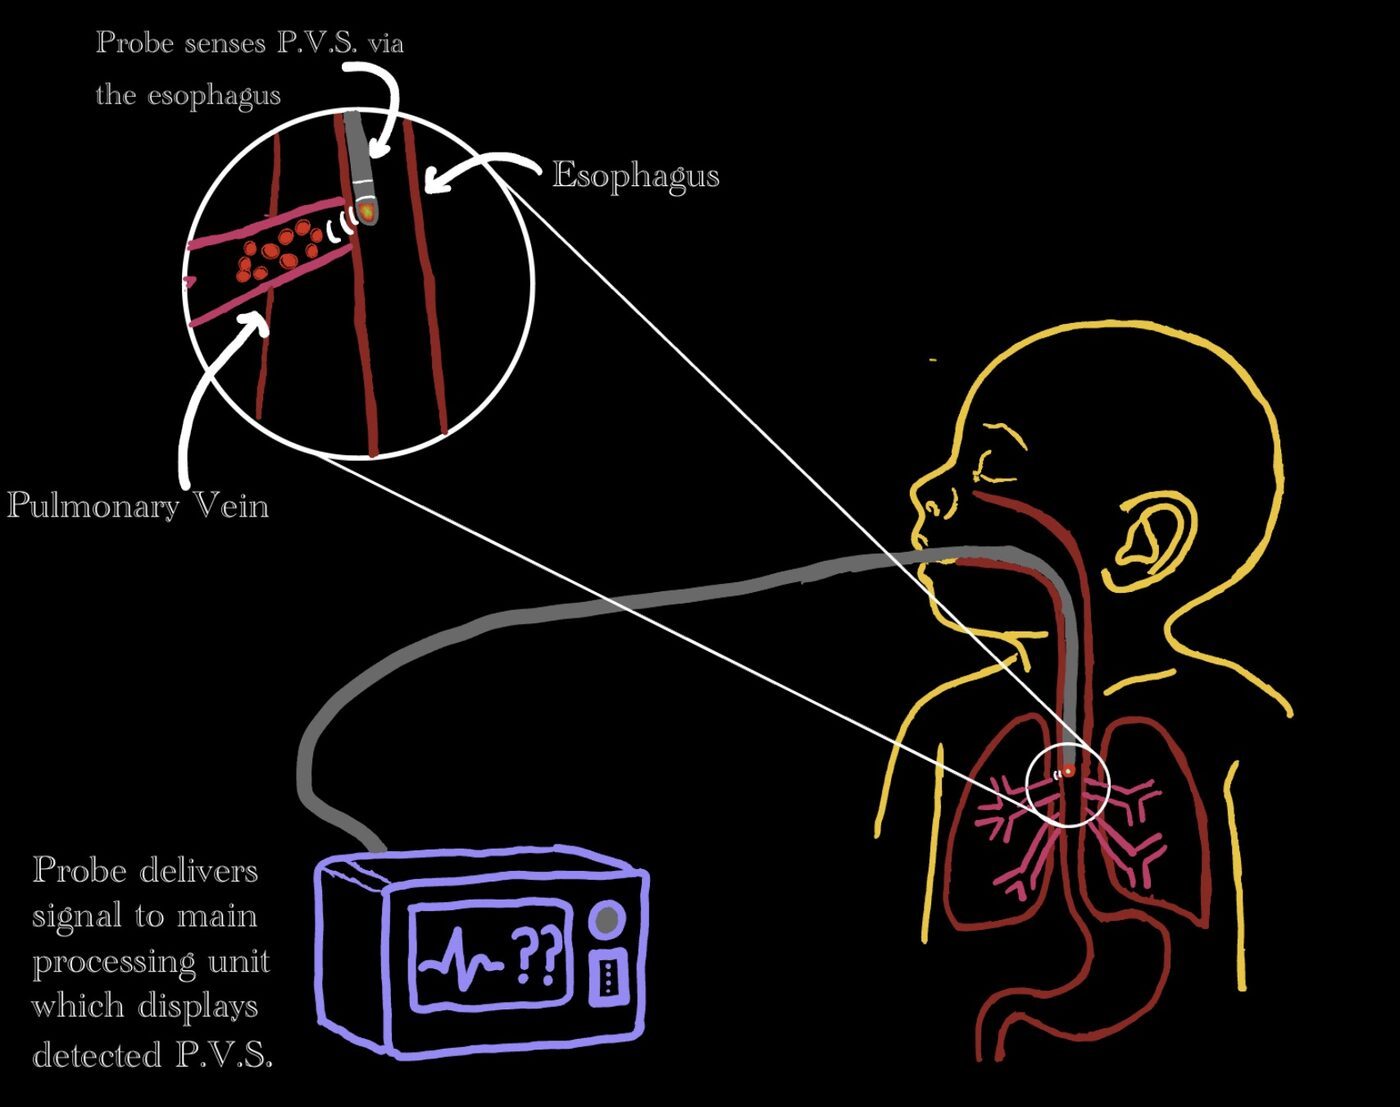 Probe senses P.V.S. via
the esophagus
Esophagus
Pulmonary Vein
Probe delivers
signal to main
processing unit
which displays
detected P.V.S.
??